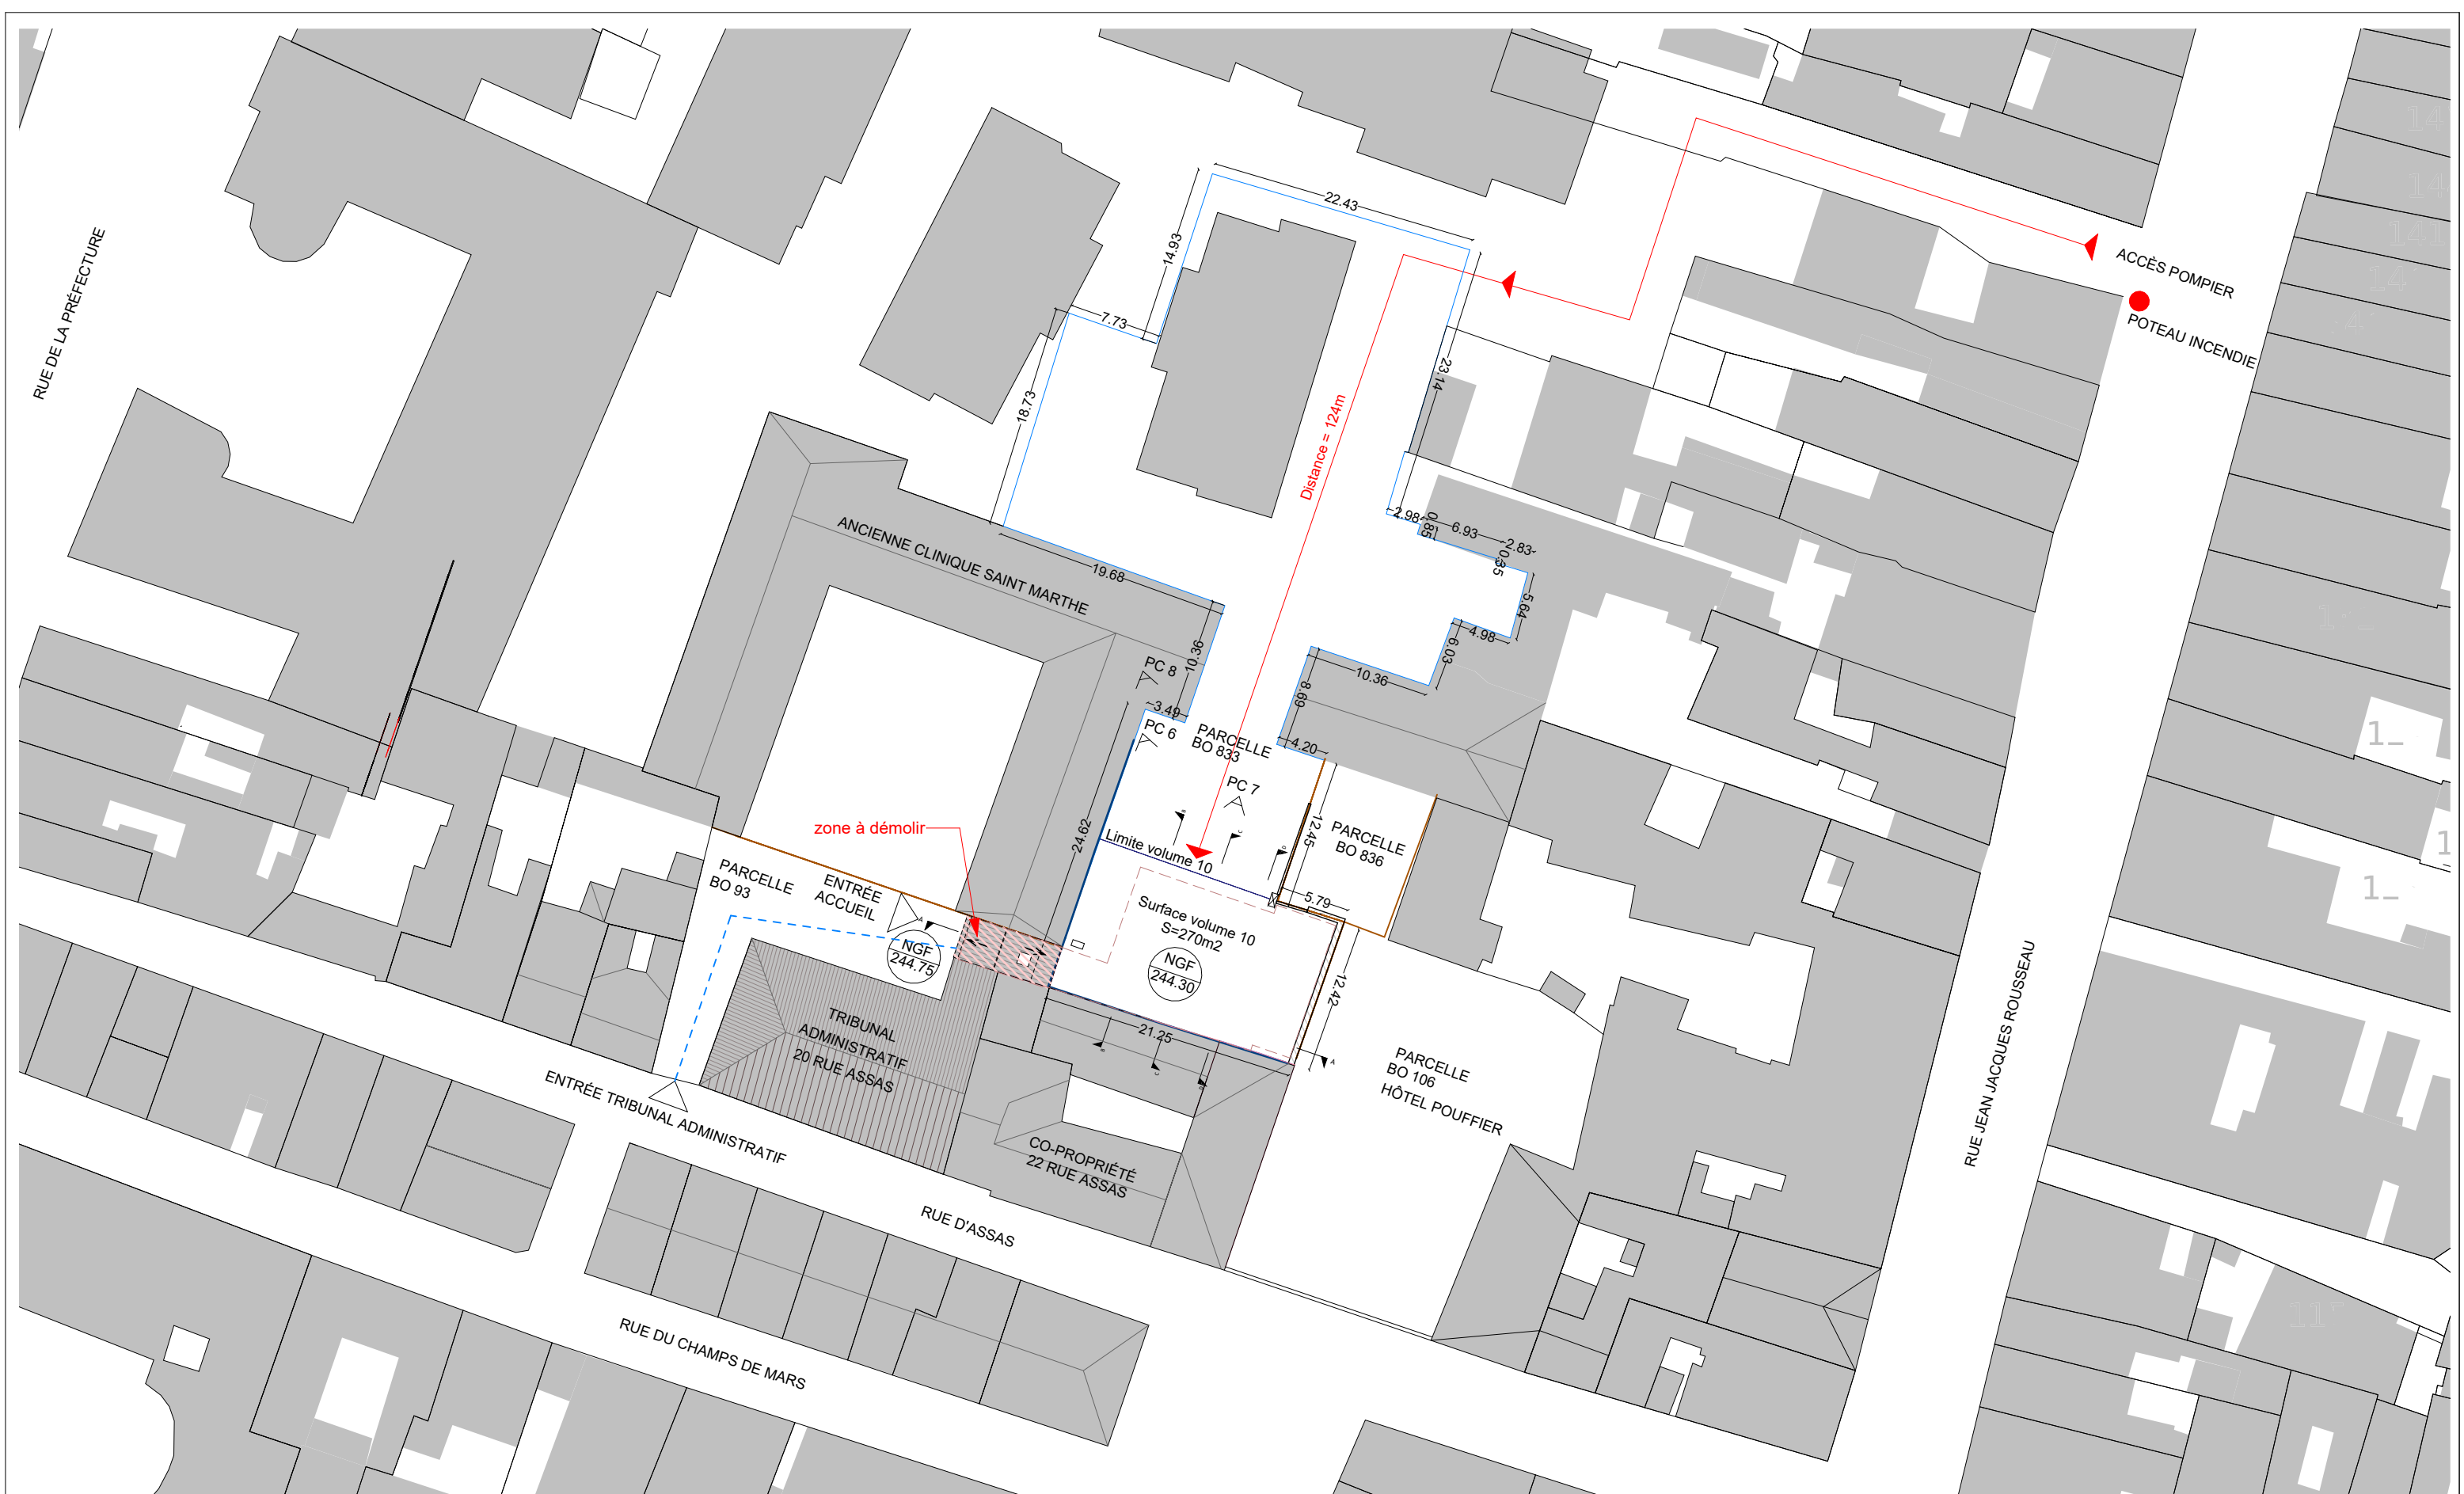 22.43
14.93
7.73
18.73
23.14
RUE DE LA PRÉFECTURE
ACCÈS POMPIER
POTEAU INCENDIE
141
Distance = 124m
2.98
0.85
6.93
2.83
0.35
5.64
4.98
6.03
ANCIENNE CLINIQUE SAINT MARTHE
19.68
10.36
10.36
8.69
PC 8
3.49
PC 6
PARCELLE
BO 833
4.20
PC 7
24.62
12.45
zone à démolir
Limite volume 10
PARCELLE
BO 836
PARCELLE
BO 93
ENTRÉE
ACCUEIL
5.79
Surface volume 10
S=270m2
NGF
244.75
NGF
244.30
12.42
21.25
TRIBUNAL
ADMINISTRATIF
20 RUE ASSAS
PARCELLE
BO 106
HÔTEL POUFFIER
ENTRÉE TRIBUNAL ADMINISTRATIF
CO-PROPRIÉTÉ
22 RUE ASSAS
RUE D'ASSAS
RUE DU CHAMPS DE MARS
RUE JEAN JACQUES ROUSSEAU